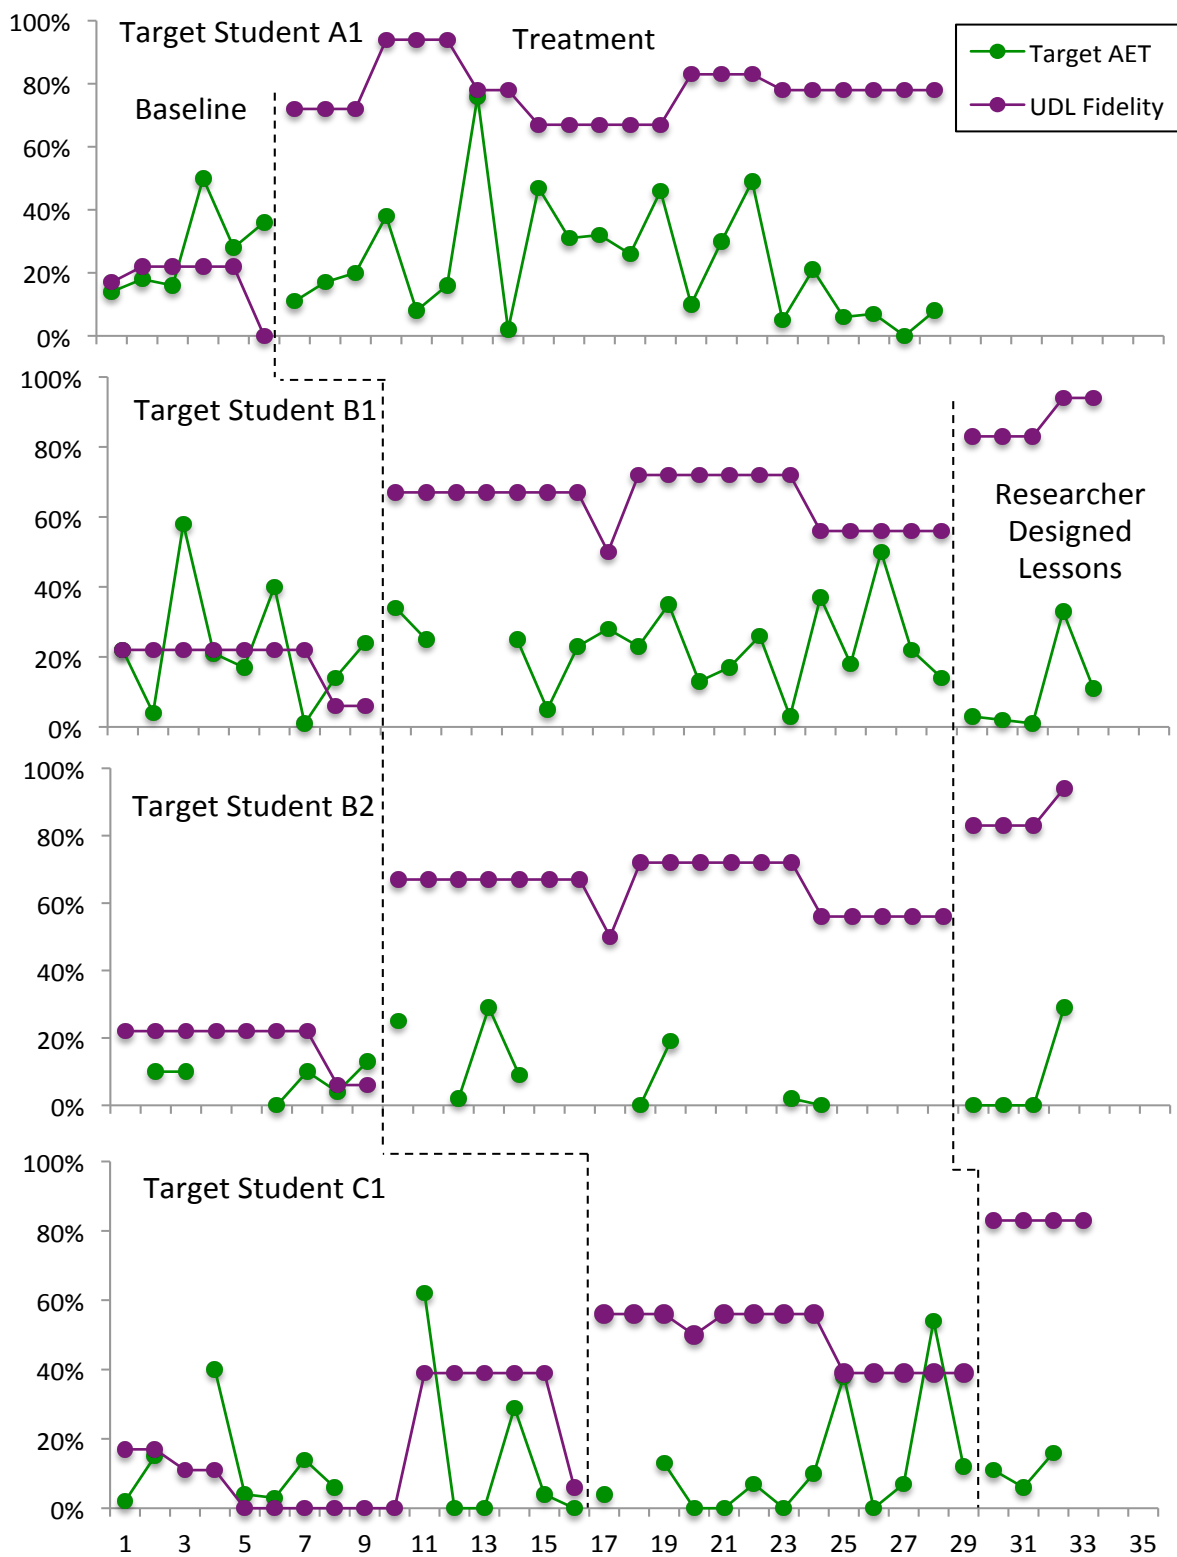 100%
Target Student A1
Treatment
Target AET
UDL Fidelity
80%
Baseline
60%
40%
20%
0%
100%
Target Student B1
80%
60%
Researcher
Designed
Lessons
40%
20%
0%
100%
Target Student B2
80%
60%
40%
20%
0%
100%
Target Student C1
80%
60%
40%
20%
0%
1 3 5 7 9 11 13 15 17 19 21 23 25 27 29 31 33 35